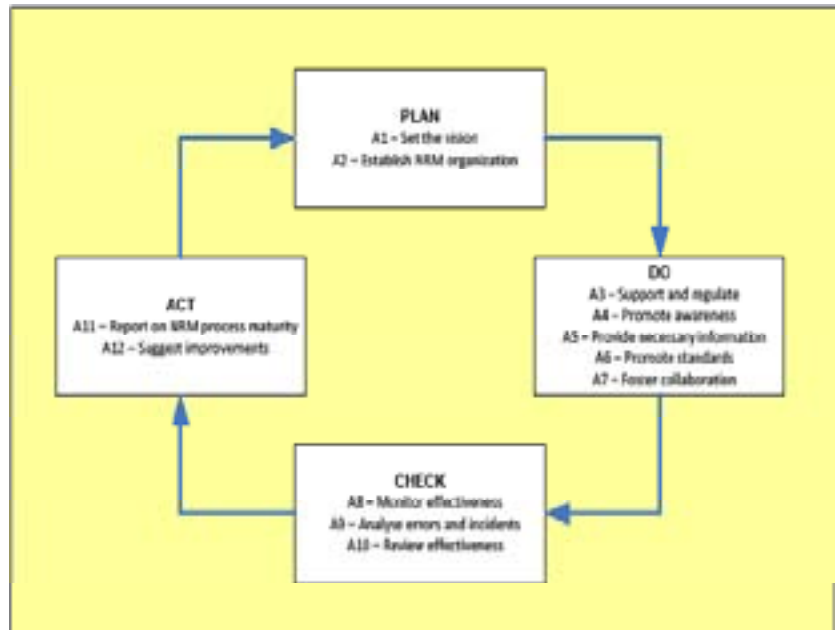 PLAN
A1 – Set the vision
A2 – Establish NRM organization
DO
A3 – Support and regulate
A4 – Promote awareness
A5 – Provide necessary information
A6 – Promote standards
A7 – Foster collaboration
ACT
A11 – Report on NRM process maturity
A12 – Suggest improvements
CHECK
A8 – Monitor effectiveness
A9 – Analyse errors and incidents
A10 – Review effectiveness